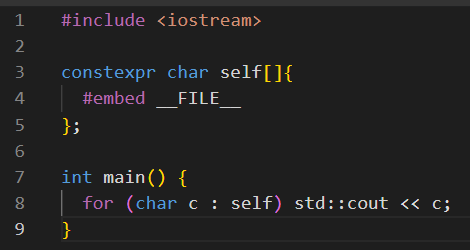 1 #include <iostream>
2
3 constexpr char self[]{
4   #embed __FILE__
5 };
6
7 int main() {
8   for (char c : self) std::cout << c;
9 }